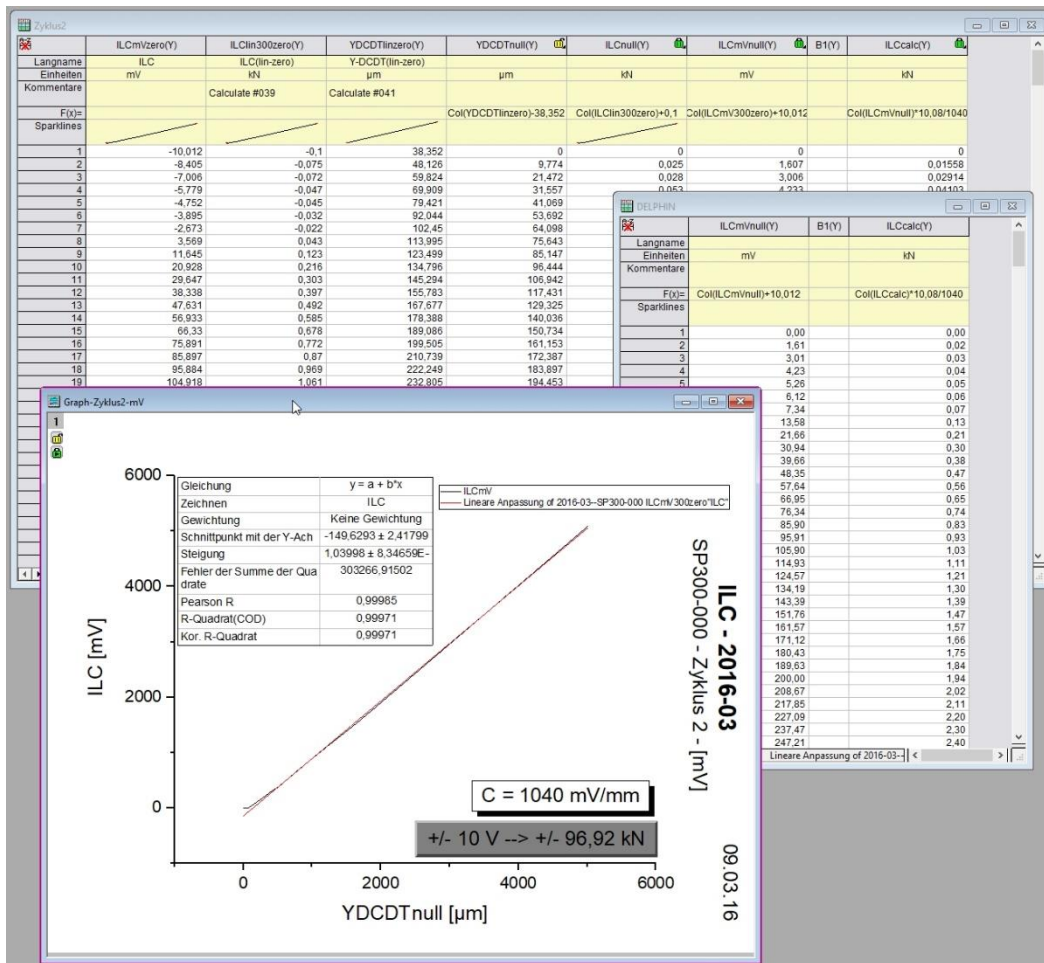 Zyklus2
ILCmVzero(Y) ILClin300zero(Y) YDCDTlinzero(Y) YDCDTnull(Y) ILCnull(Y) ILCmVnull(Y) B1(Y) ILCcalc(Y)
Langname ILC ILC(lin-zero) Y-DCDT(lin-zero)
Einheiten mV kN µm µm kN mV kN
Kommentare Calculate #039 Calculate #041
F(x)= Col(YDCDTlinzero)-38,352 Col(ILClin300zero)+0,1 Col(ILCmV300zero)+10,012 Col(ILCmVnull)*10,08/1040
Sparklines
1 -10,012 -0,1 38,352 0 0 0 0
2 -8,405 -0,075 48,126 9,774 0,025 1,607 0,01558
3 -7,006 -0,072 59,824 21,472 0,028 3,006 0,02914
4 -5,779 -0,047 69,909 31,557 0,053 4,233 0,04103
5 -4,752 -0,045 79,421 41,069
6 -3,895 -0,032 92,044 53,692
7 -2,673 -0,022 102,45 64,098
8 3,569 0,043 113,995 75,643
9 11,645 0,123 123,499 85,147
10 20,928 0,216 134,796 96,444
11 29,647 0,303 145,294 106,942
12 38,338 0,397 155,783 117,431
13 47,631 0,492 167,677 129,325
14 56,933 0,585 178,388 140,036
15 66,33 0,678 189,086 150,734
16 75,891 0,772 199,505 161,153
17 85,897 0,87 210,739 172,387
18 95,884 0,969 222,249 183,897
19 104,918 1,061 232,805 194,453
DELPHIN
ILCmVnull(Y) B1(Y) ILCcalc(Y)
Langname
Einheiten mV kN
Kommentare
F(x)= Col(ILCmVnull)+10,012 Col(ILCcalc)*10,08/1040
Sparklines
1 0,00 0,00
2 1,61 0,02
3 3,01 0,03
4 4,23 0,04
5 5,26 0,05
6,12 0,06
7,34 0,07
13,58 0,13
21,66 0,21
30,94 0,30
39,66 0,38
48,35 0,47
57,64 0,56
66,95 0,65
76,34 0,74
85,90 0,83
95,91 0,93
105,90 1,03
114,93 1,11
124,57 1,21
134,19 1,30
143,39 1,39
151,76 1,47
161,57 1,57
171,12 1,66
180,43 1,75
189,63 1,84
200,00 1,94
208,67 2,02
217,85 2,11
227,09 2,20
237,47 2,30
247,21 2,40
Lineare Anpassung of 2016-03--
Graph-Zyklus2-mV
1
6000
4000
2000
0
ILC [mV]
Gleichung y = a + b*x
Zeichnen ILC
Gewichtung Keine Gewichtung
Schnittpunkt mit der Y-Ach -149,6293 ± 2,41799
Steigung 1,03998 ± 8,34659E-
Fehler der Summe der Qua
drate 303266,91502
Pearson R 0,99985
R-Quadrat(COD) 0,99971
Kor. R-Quadrat 0,99971
ILCmV
Lineare Anpassung of 2016-03--SP300-000 ILCmV300zero"ILC"
ILC - 2016-03
SP300-000 - Zyklus 2 - [mV]
09.03.16
C = 1040 mV/mm
+/- 10 V --> +/- 96,92 kN
0 2000 4000 6000
YDCDTnull [µm]